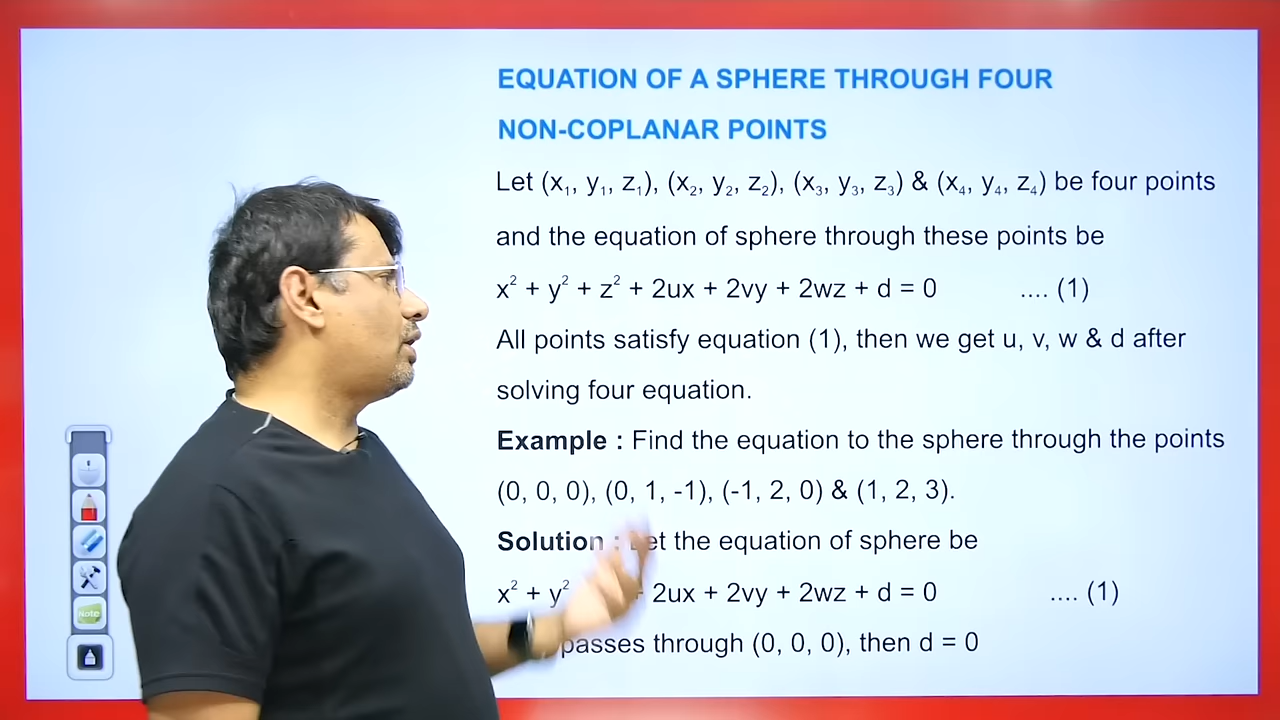 EQUATION OF A SPHERE THROUGH FOUR
NON-COPLANAR POINTS
Let (x₁, y₁, z₁), (x₂, y₂, z₂), (x₃, y₃, z₃) & (x₄, y₄, z₄) be four points
and the equation of sphere through these points be
x² + y² + z² + 2ux + 2vy + 2wz + d = 0 .... (1)
All points satisfy equation (1), then we get u, v, w & d after
solving four equation.
Example : Find the equation to the sphere through the points
(0, 0, 0), (0, 1, -1), (-1, 2, 0) & (1, 2, 3).
Solution : Let the equation of sphere be
x² + y² + 2ux + 2vy + 2wz + d = 0 .... (1)
passes through (0, 0, 0), then d = 0
Note